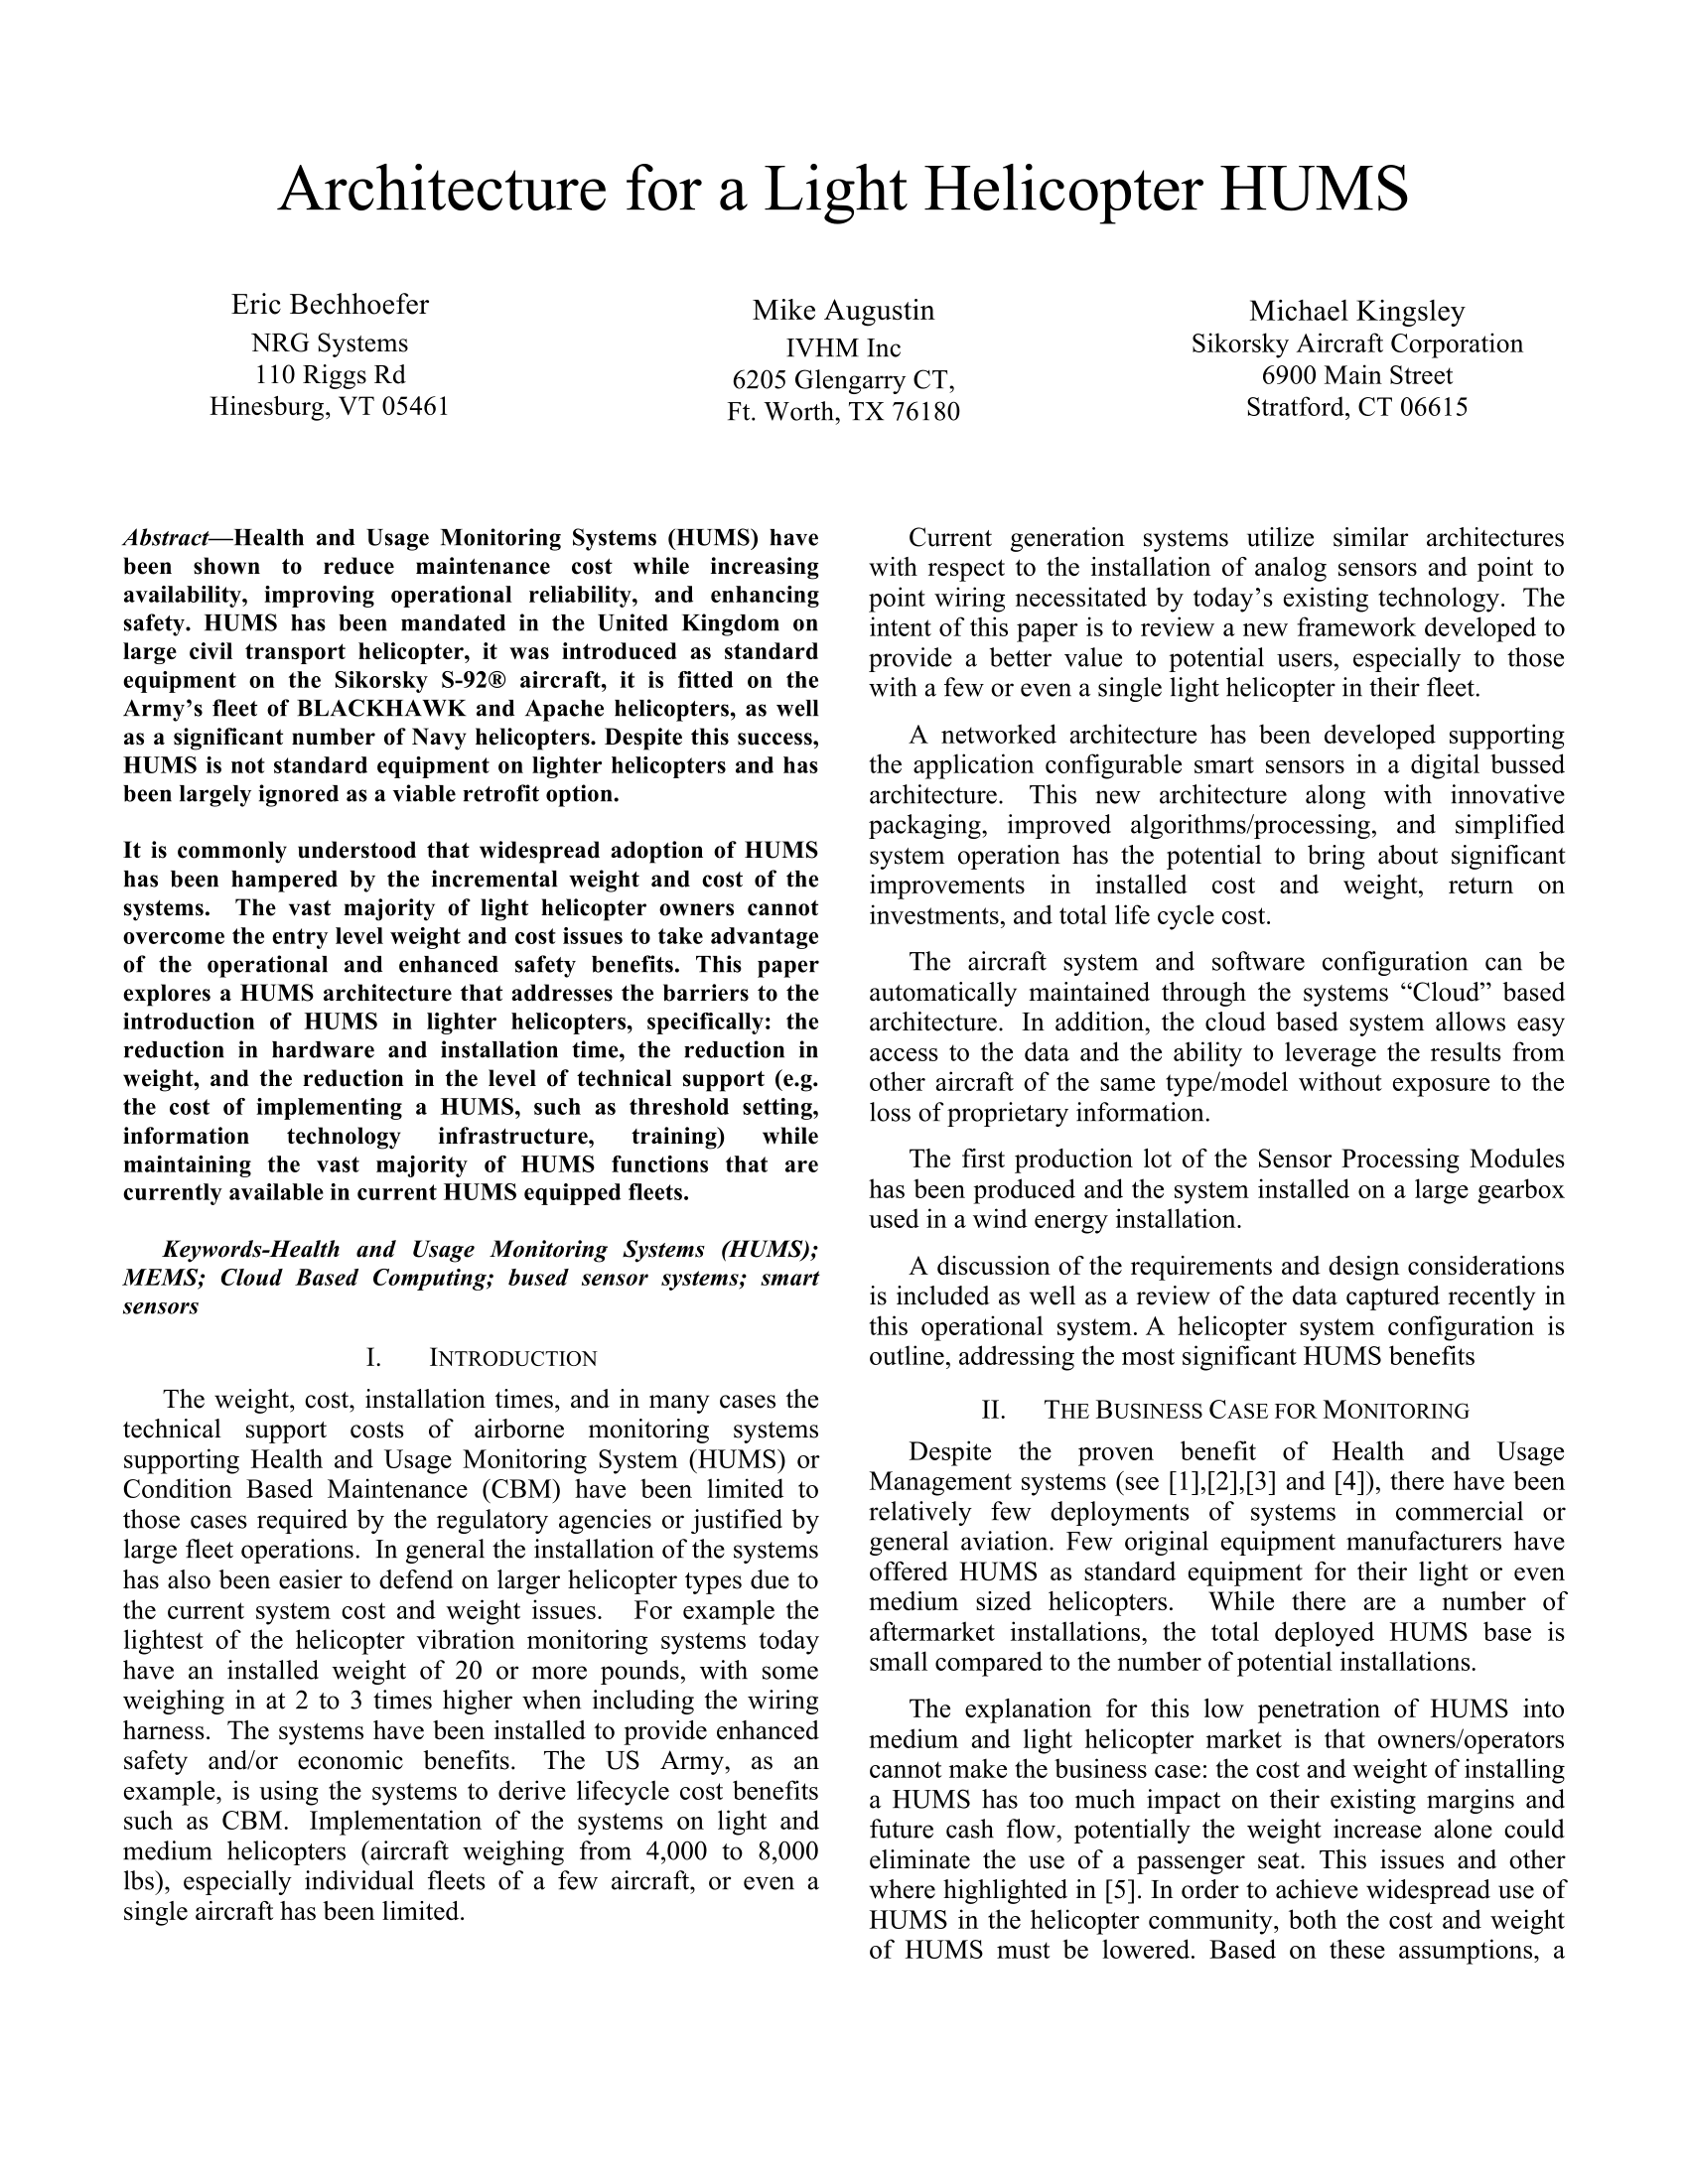 Architecture for a Light Helicopter HUMS
Eric Bechhoefer
NRG Systems
110 Riggs Rd
Hinesburg, VT 05461
Mike Augustin
IVHM Inc
6205 Glengarry CT,
Ft. Worth, TX 76180
Michael Kingsley
Sikorsky Aircraft Corporation
6900 Main Street
Stratford, CT 06615
Abstract—Health and Usage Monitoring Systems (HUMS) have
been shown to reduce maintenance cost while increasing
availability, improving operational reliability, and enhancing
safety. HUMS has been mandated in the United Kingdom on
large civil transport helicopter, it was introduced as standard
equipment on the Sikorsky S-92® aircraft, it is fitted on the
Army's fleet of BLACKHAWK and Apache helicopters, as well
as a significant number of Navy helicopters. Despite this success,
HUMS is not standard equipment on lighter helicopters and has
been largely ignored as a viable retrofit option.
It is commonly understood that widespread adoption of HUMS
has been hampered by the incremental weight and cost of the
systems. The vast majority of light helicopter owners cannot
overcome the entry level weight and cost issues to take advantage
of the operational and enhanced safety benefits. This paper
explores a HUMS architecture that addresses the barriers to the
introduction of HUMS in lighter helicopters, specifically: the
reduction in hardware and installation time, the reduction in
weight, and the reduction in the level of technical support (e.g.
the cost of implementing a HUMS, such as threshold setting,
information technology infrastructure, training) while
maintaining the vast majority of HUMS functions that are
currently available in current HUMS equipped fleets.
Keywords-Health and Usage Monitoring Systems (HUMS);
MEMS; Cloud Based Computing; bused sensor systems; smart
sensors
I. INTRODUCTION
The weight, cost, installation times, and in many cases the
technical support costs of airborne monitoring systems
supporting Health and Usage Monitoring System (HUMS) or
Condition Based Maintenance (CBM) have been limited to
those cases required by the regulatory agencies or justified by
large fleet operations. In general the installation of the systems
has also been easier to defend on larger helicopter types due to
the current system cost and weight issues. For example the
lightest of the helicopter vibration monitoring systems today
have an installed weight of 20 or more pounds, with some
weighing in at 2 to 3 times higher when including the wiring
harness. The systems have been installed to provide enhanced
safety and/or economic benefits. The US Army, as an
example, is using the systems to derive lifecycle cost benefits
such as CBM. Implementation of the systems on light and
medium helicopters (aircraft weighing from 4,000 to 8,000
lbs), especially individual fleets of a few aircraft, or even a
single aircraft has been limited.
Current generation systems utilize similar architectures
with respect to the installation of analog sensors and point to
point wiring necessitated by today's existing technology. The
intent of this paper is to review a new framework developed to
provide a better value to potential users, especially to those
with a few or even a single light helicopter in their fleet.
A networked architecture has been developed supporting
the application configurable smart sensors in a digital bussed
architecture. This new architecture along with innovative
packaging, improved algorithms/processing, and simplified
system operation has the potential to bring about significant
improvements in installed cost and weight, return on
investments, and total life cycle cost.
The aircraft system and software configuration can be
automatically maintained through the systems “Cloud” based
architecture. In addition, the cloud based system allows easy
access to the data and the ability to leverage the results from
other aircraft of the same type/model without exposure to the
loss of proprietary information.
The first production lot of the Sensor Processing Modules
has been produced and the system installed on a large gearbox
used in a wind energy installation.
A discussion of the requirements and design considerations
is included as well as a review of the data captured recently in
this operational system. A helicopter system configuration is
outline, addressing the most significant HUMS benefits
II. THE BUSINESS CASE FOR MONITORING
Despite the proven benefit of Health and Usage
Management systems (see [1],[2],[3] and [4]), there have been
relatively few deployments of systems in commercial or
general aviation. Few original equipment manufacturers have
offered HUMS as standard equipment for their light or even
medium sized helicopters. While there are a number of
aftermarket installations, the total deployed HUMS base is
small compared to the number of potential installations.
The explanation for this low penetration of HUMS into
medium and light helicopter market is that owners/operators
cannot make the business case: the cost and weight of installing
a HUMS has too much impact on their existing margins and
future cash flow, potentially the weight increase alone could
eliminate the use of a passenger seat. This issues and other
where highlighted in [5]. In order to achieve widespread use of
HUMS in the helicopter community, both the cost and weight
of HUMS must be lowered. Based on these assumptions, a